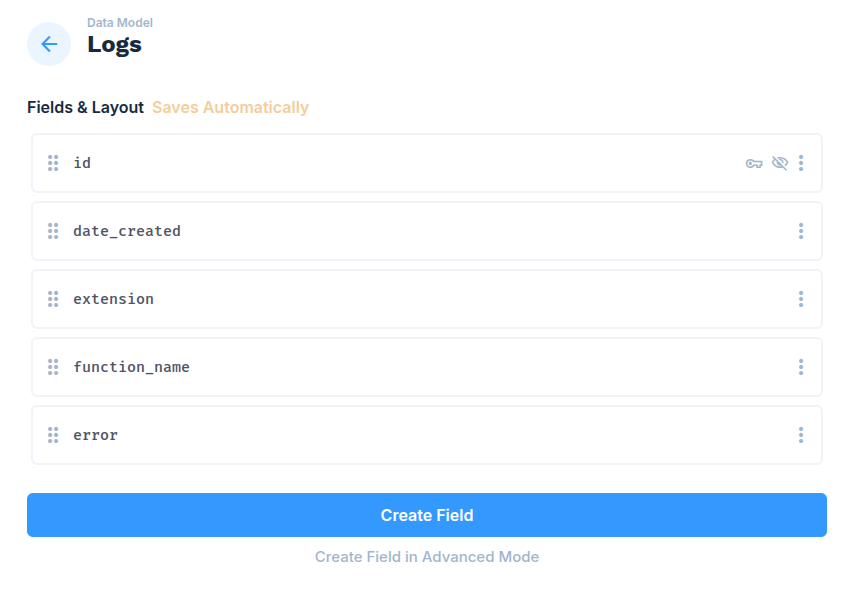 Data Model
Logs
Fields & Layout Saves Automatically
id
date_created
extension
function_name
error
Create Field
Create Field in Advanced Mode